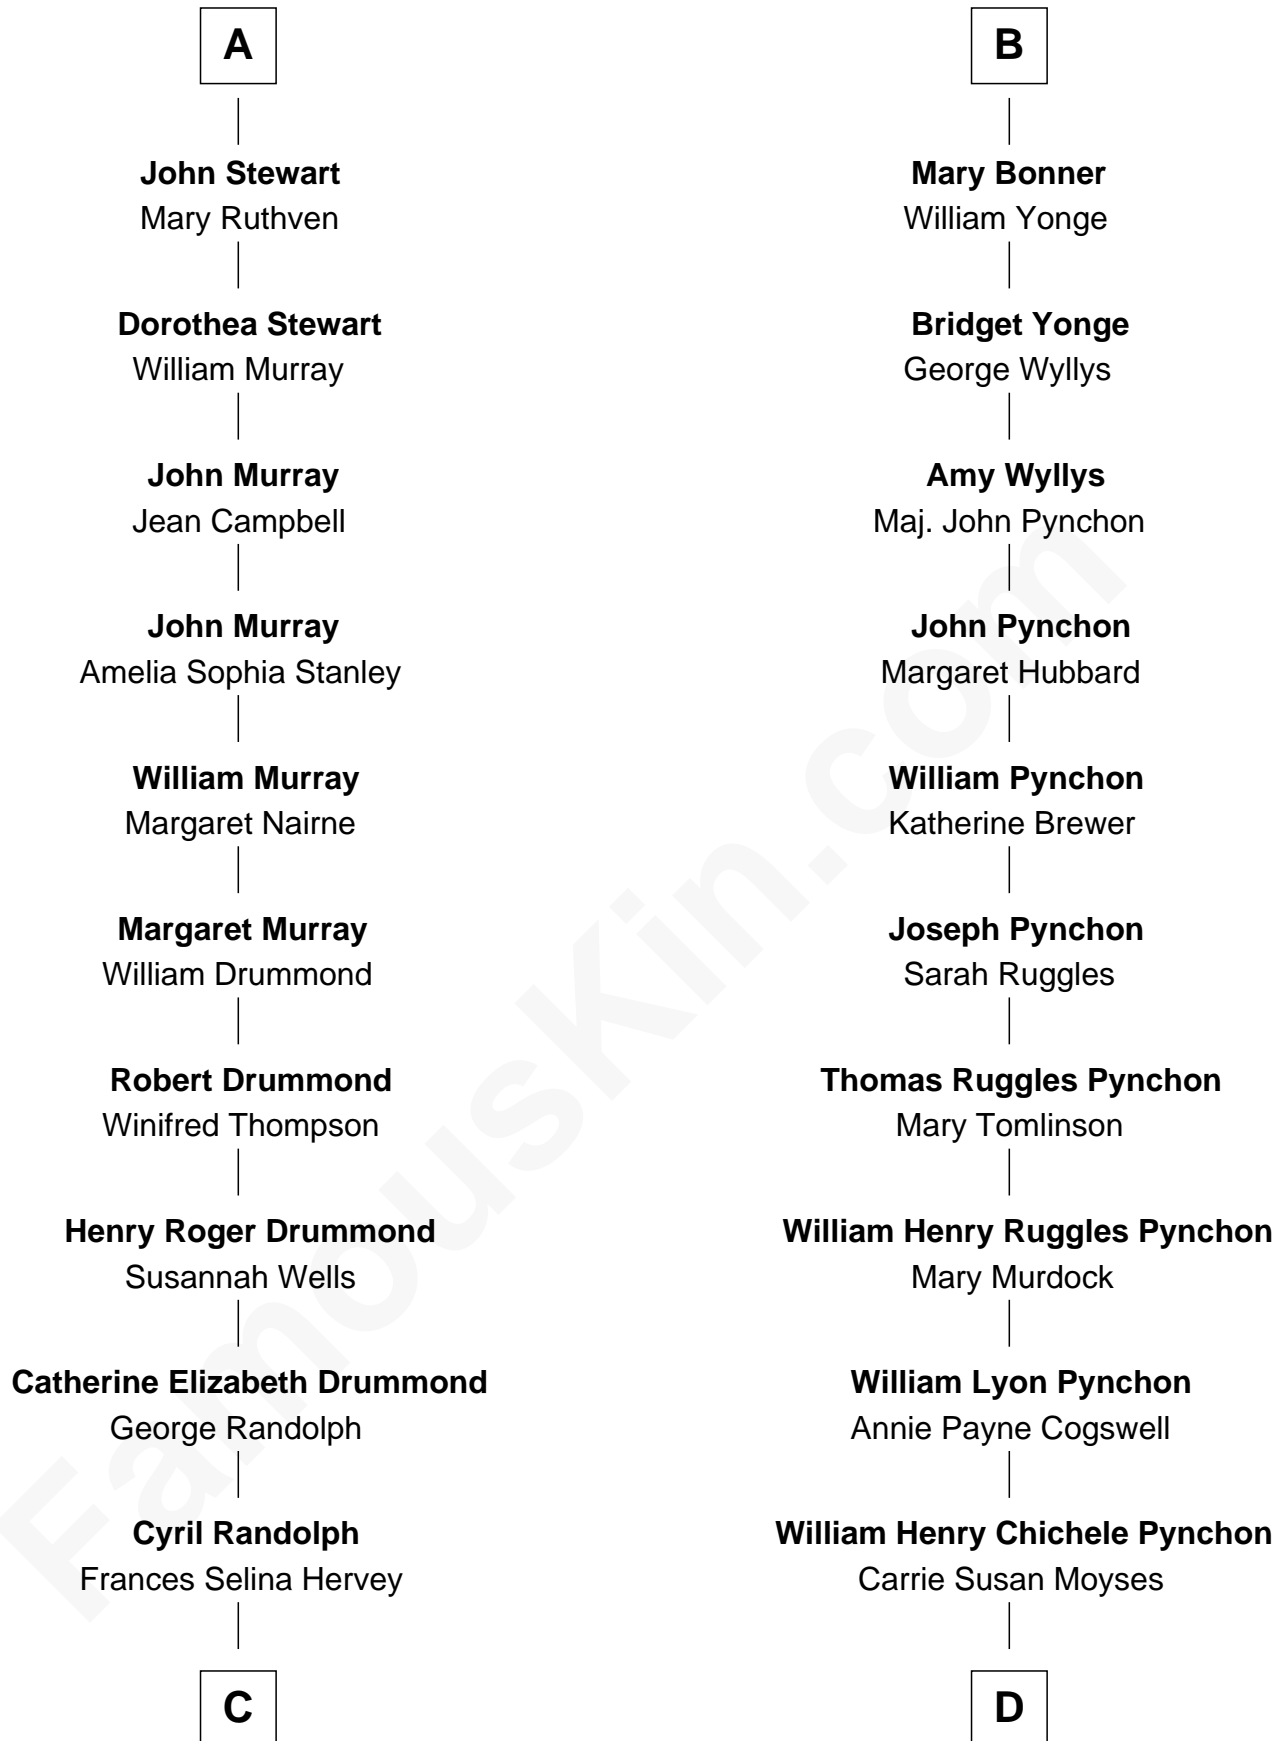 A
John Stewart
Mary Ruthven
Dorothea Stewart
William Murray
John Murray
Jean Campbell
John Murray
Amelia Sophia Stanley
William Murray
Margaret Nairne
Margaret Murray
William Drummond
Robert Drummond
Winifred Thompson
Henry Roger Drummond
Susannah Wells
Catherine Elizabeth Drummond
George Randolph
Cyril Randolph
Frances Selina Hervey
C
B
Mary Bonner
William Yonge
Bridget Yonge
George Wyllys
Amy Wyllys
Maj. John Pynchon
John Pynchon
Margaret Hubbard
William Pynchon
Katherine Brewer
Joseph Pynchon
Sarah Ruggles
Thomas Ruggles Pynchon
Mary Tomlinson
William Henry Ruggles Pynchon
Mary Murdock
William Lyon Pynchon
Annie Payne Cogswell
William Henry Chichele Pynchon
Carrie Susan Moyses
D
FamousKin.com